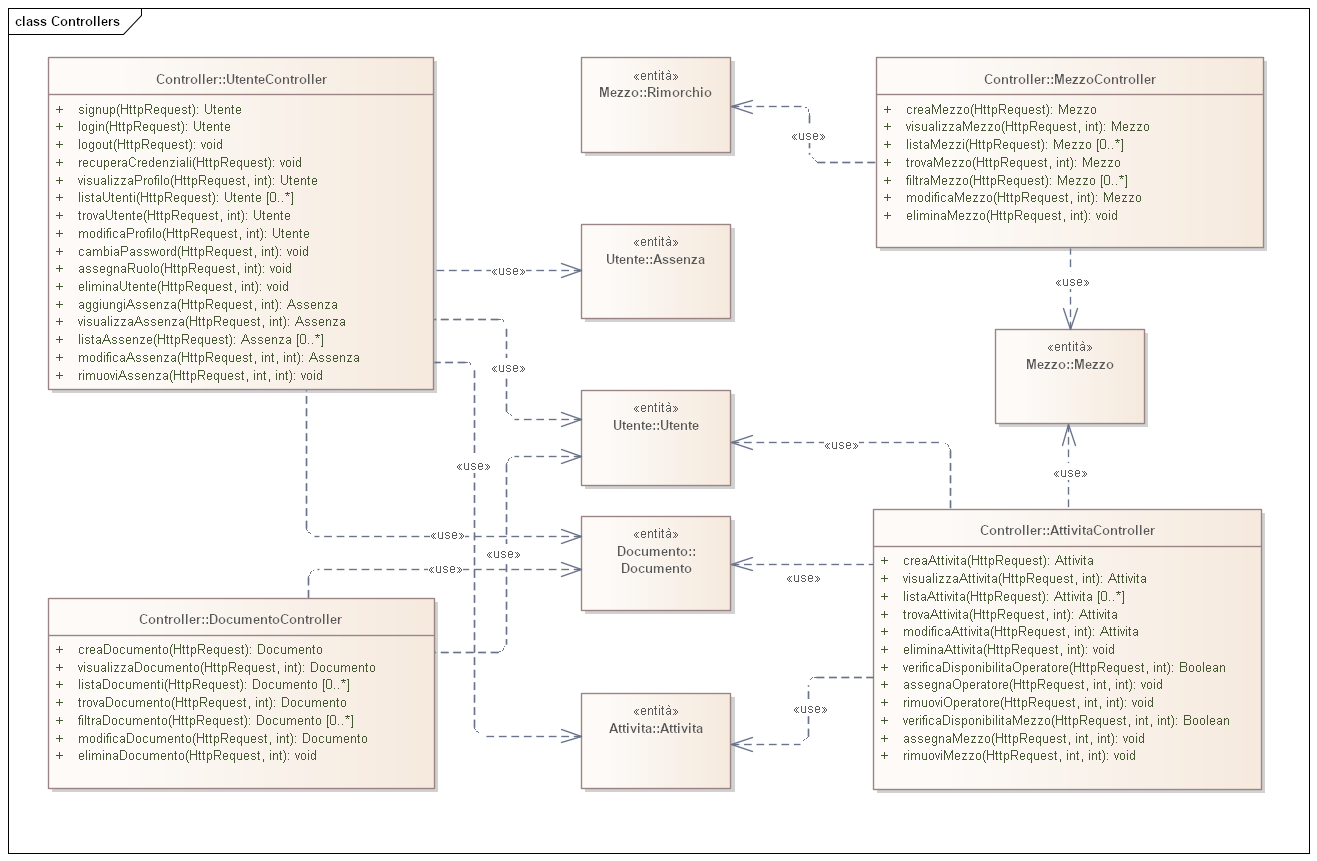 class Controllers
Controller::UtenteController
+ signup(HttpRequest): Utente
+ login(HttpRequest): Utente
+ logout(HttpRequest): void
+ recuperaCredenziali(HttpRequest): void
+ visualizzaProfilo(HttpRequest, int): Utente
+ listaUtenti(HttpRequest): Utente [0..*]
+ trovaUtente(HttpRequest, int): Utente
+ modificaProfilo(HttpRequest, int): Utente
+ cambiaPassword(HttpRequest, int): void
+ assegnaRuolo(HttpRequest, int): void
+ eliminaUtente(HttpRequest, int): void
+ aggiungiAssenza(HttpRequest, int): Assenza
+ visualizzaAssenza(HttpRequest, int): Assenza
+ listaAssenze(HttpRequest): Assenza [0..*]
+ modificaAssenza(HttpRequest, int, int): Assenza
+ rimuoviAssenza(HttpRequest, int, int): void
«entità»
Mezzo::Rimorchio
«use»
Controller::MezzoController
+ creaMezzo(HttpRequest): Mezzo
+ visualizzaMezzo(HttpRequest, int): Mezzo
+ listaMezzi(HttpRequest): Mezzo [0..*]
+ trovaMezzo(HttpRequest, int): Mezzo
+ filtraMezzo(HttpRequest): Mezzo [0..*]
+ modificaMezzo(HttpRequest, int): Mezzo
+ eliminaMezzo(HttpRequest, int): void
«use»
«entità»
Utente::Assenza
«use»
«entità»
Mezzo::Mezzo
«use»
«entità»
Utente::Utente
«use»
«use»
«use»
«use»
«entità»
Documento::
Documento
«use»
«use»
«use»
«use»
Controller::AttivitaController
+ creaAttivita(HttpRequest): Attivita
+ visualizzaAttivita(HttpRequest, int): Attivita
+ listaAttivita(HttpRequest): Attivita [0..*]
+ trovaAttivita(HttpRequest, int): Attivita
+ modificaAttivita(HttpRequest, int): Attivita
+ eliminaAttivita(HttpRequest, int): void
+ verificaDisponibilitaOperatore(HttpRequest, int): Boolean
+ assegnaOperatore(HttpRequest, int, int): void
+ rimuoviOperatore(HttpRequest, int, int): void
+ verificaDisponibilitaMezzo(HttpRequest, int, int): Boolean
+ assegnaMezzo(HttpRequest, int, int): void
+ rimuoviMezzo(HttpRequest, int, int): void
Controller::DocumentoController
+ creaDocumento(HttpRequest): Documento
+ visualizzaDocumento(HttpRequest, int): Documento
+ listaDocumenti(HttpRequest): Documento [0..*]
+ trovaDocumento(HttpRequest, int): Documento
+ filtraDocumento(HttpRequest): Documento [0..*]
+ modificaDocumento(HttpRequest, int): Documento
+ eliminaDocumento(HttpRequest, int): void
«entità»
Attivita::Attivita
«use»